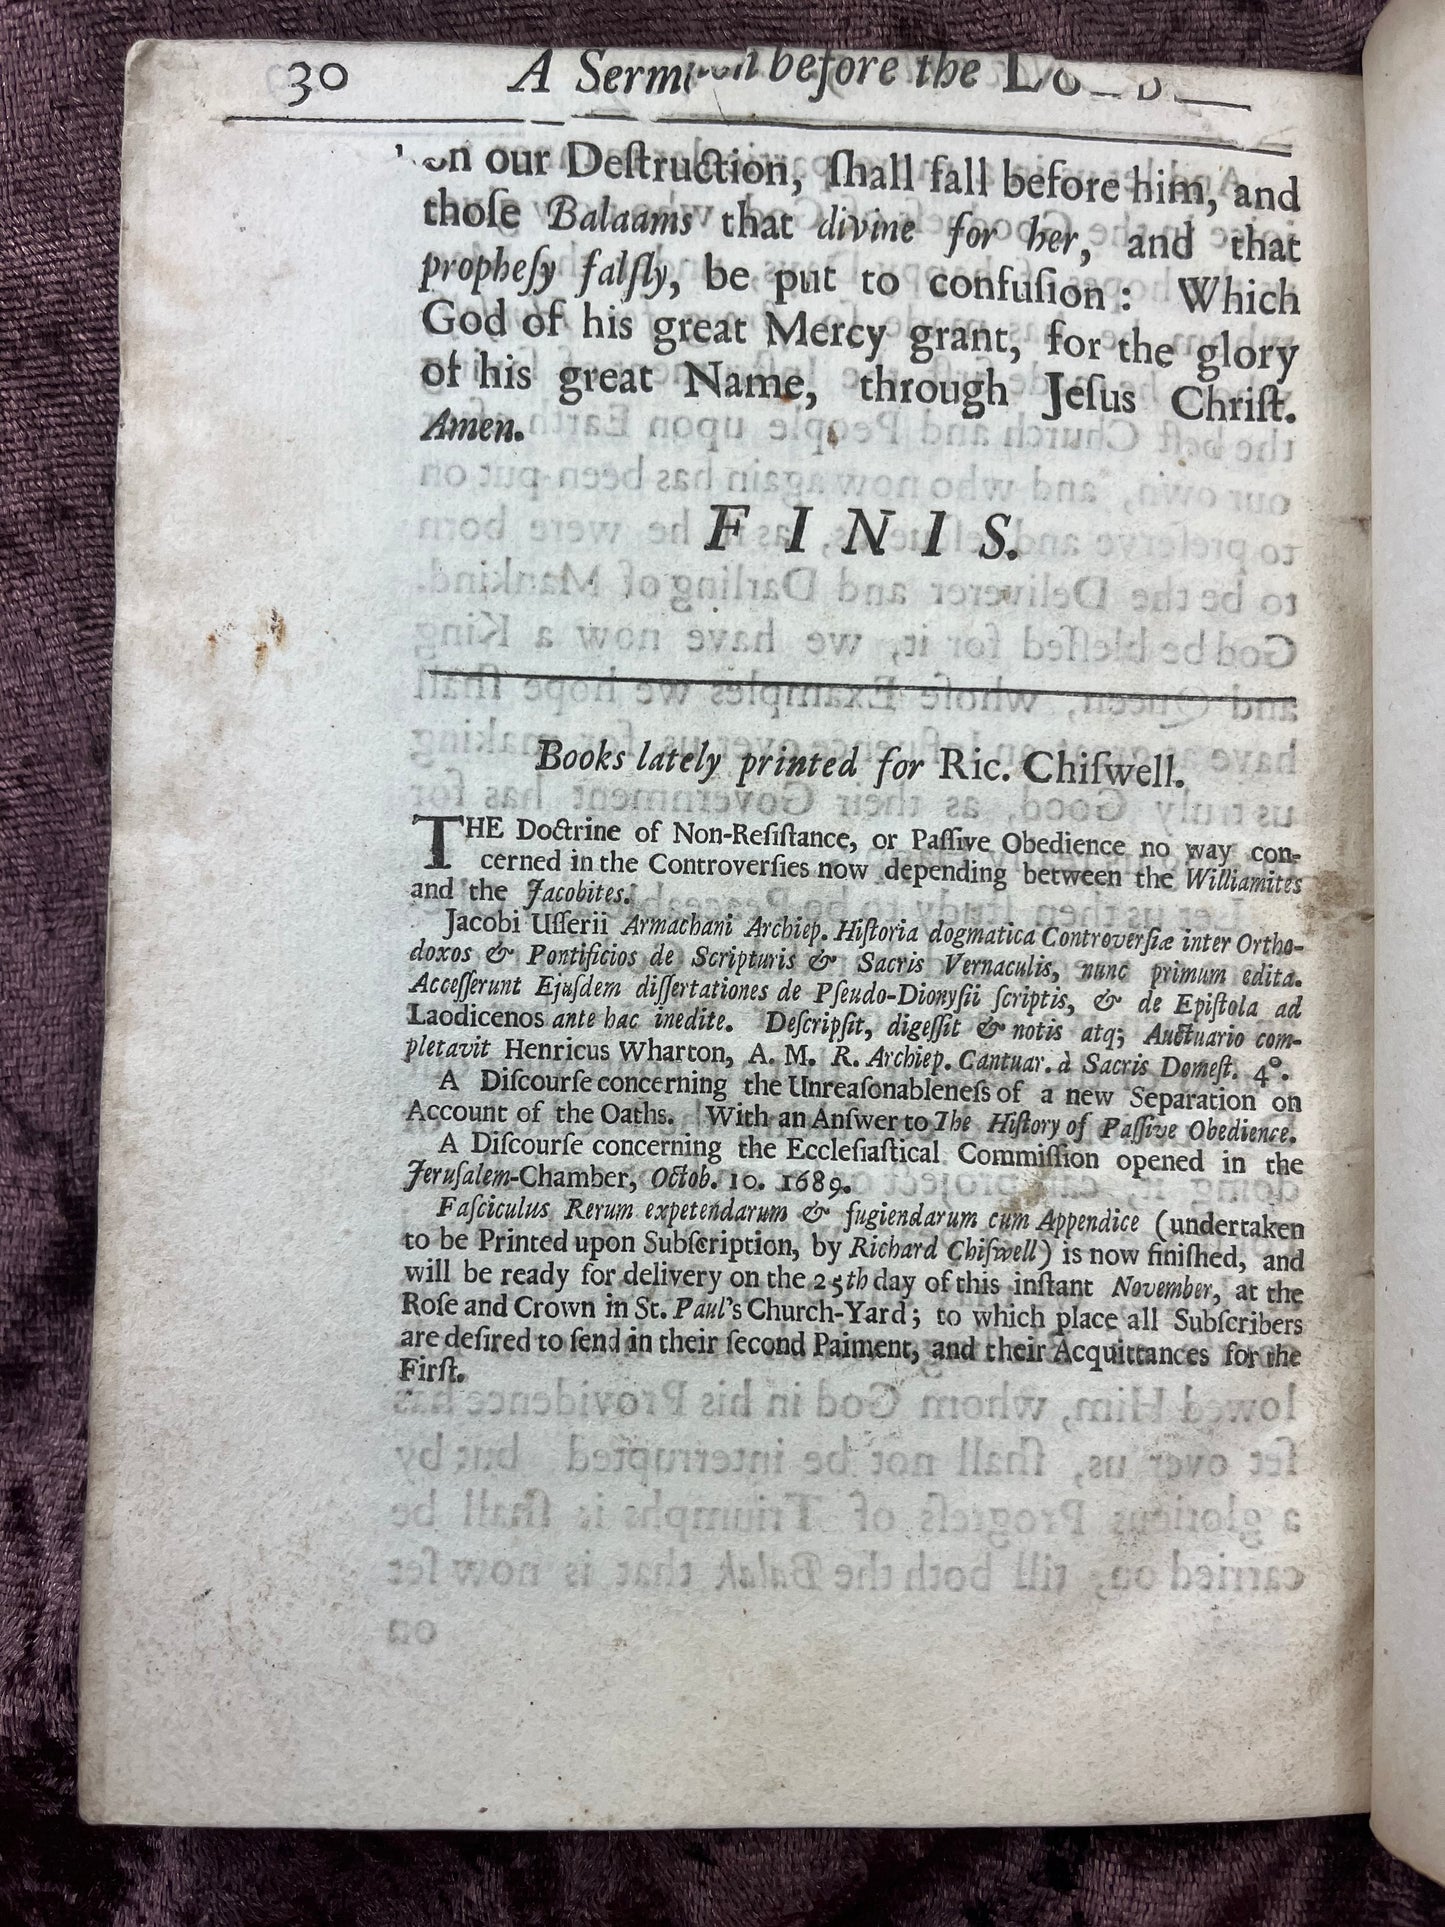 30 A Sermon before the
on our Deſtruction, ſhall fall before him, and
thoſe Balaams that divine for her, and that
propheſy falſly, be put to confuſion: Which
God of his great Mercy grant, for the glory
of his great Name, through Jeſus Chriſt.
Amen.
FINIS.
Books lately printed for Ric. Chiſwell.
THE Doctrine of Non-Reſiſtance, or Paſſive Obedience no way con-
cerned in the Controverſies now depending between the Williamites
and the Jacobites.
Jacobi Uſſerii Armachani Archiep. Hiſtoria dogmatica Controverſiæ inter Ortho-
doxos & Pontificios de Scripturis & Sacris Vernaculis, nunc primum edita.
Acceſſerunt Ejuſdem diſſertationes de Pſeudo-Dionyſii ſcriptis, & de Epiſtola ad
Laodicenos ante hac inedite. Deſcripſit, digeſſit & notis atq; Auctuario com-
pletavit Henricus Wharton, A. M. R. Archiep. Cantuar. à Sacris Domeſt. 4°.
A Diſcourſe concerning the Unreaſonableneſs of a new Separation on
Account of the Oaths. With an Anſwer to The Hiſtory of Paſſive Obedience.
A Diſcourſe concerning the Eccleſiaſtical Commiſſion opened in the
Jeruſalem-Chamber, Octob. 10. 1689.
Faſciculus Rerum expetendarum & fugiendarum cum Appendice (undertaken
to be Printed upon Subſcription, by Richard Chiſwell) is now finiſhed, and
will be ready for delivery on the 25th day of this inſtant November, at the
Roſe and Crown in St. Paul's Church-Yard; to which place all Subſcribers
are deſired to ſend in their ſecond Paiment, and their Acquittances for the
Firſt.